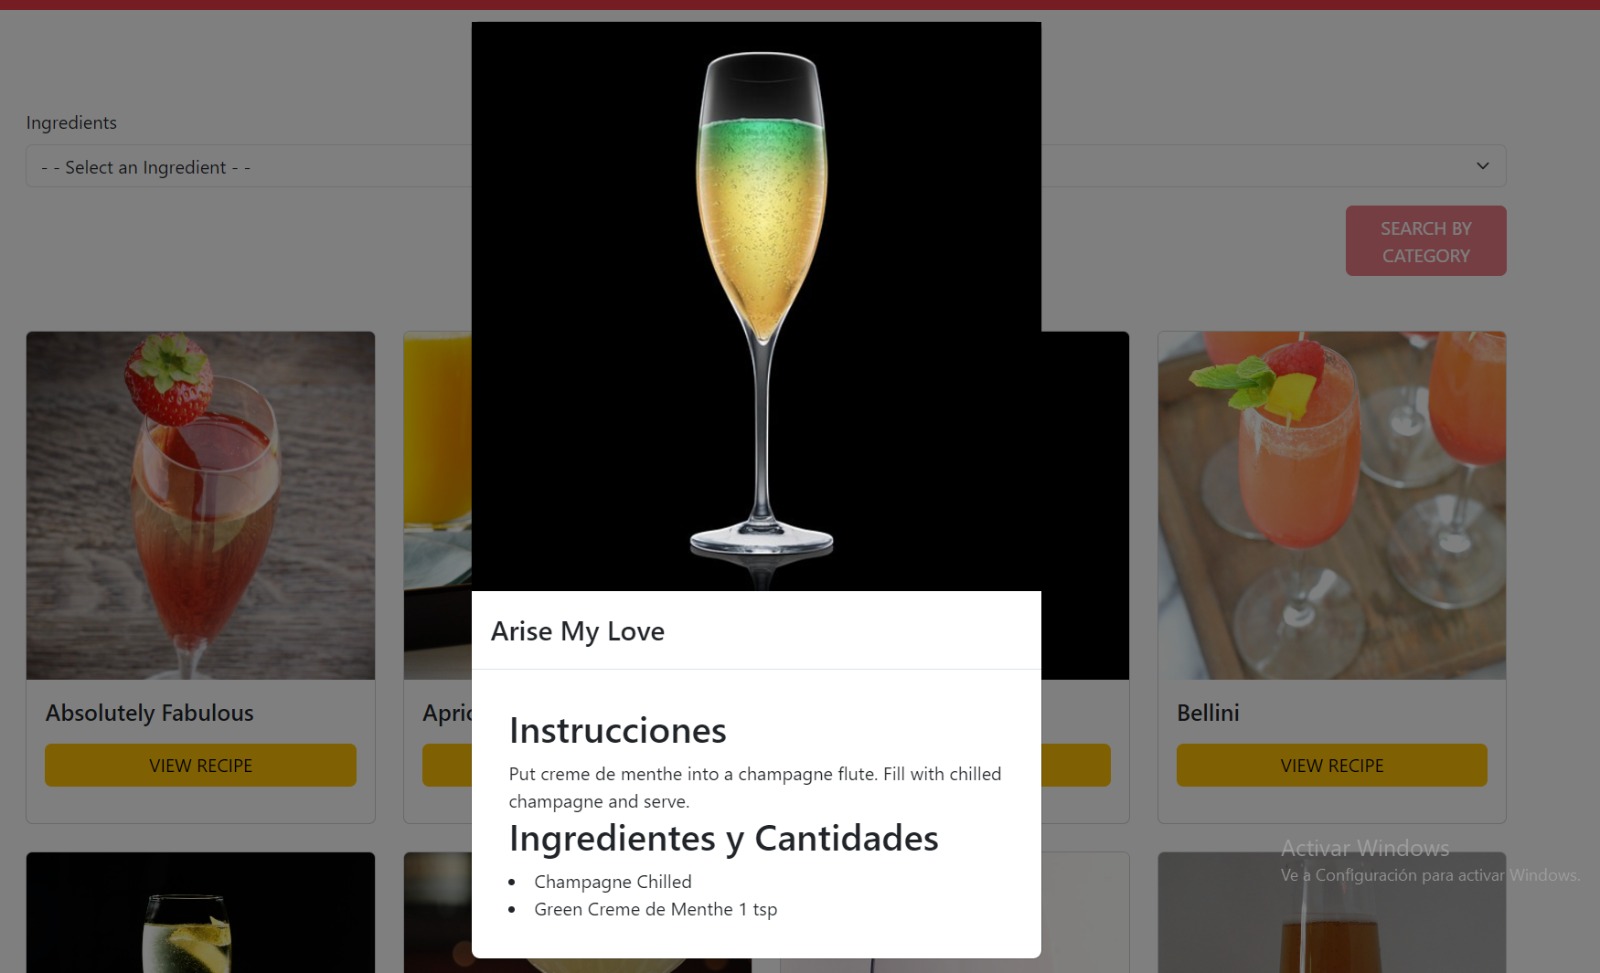 Ingredients
- - Select an Ingredient - -
SEARCH BY
CATEGORY
Absolutely Fabulous
VIEW RECIPE
Apric
Bellini
VIEW RECIPE
Arise My Love
Instrucciones
Put creme de menthe into a champagne flute. Fill with chilled
champagne and serve.
Ingredientes y Cantidades
Champagne Chilled
Green Creme de Menthe 1 tsp
Activar Windows
Ve a Configuración para activar Windows.